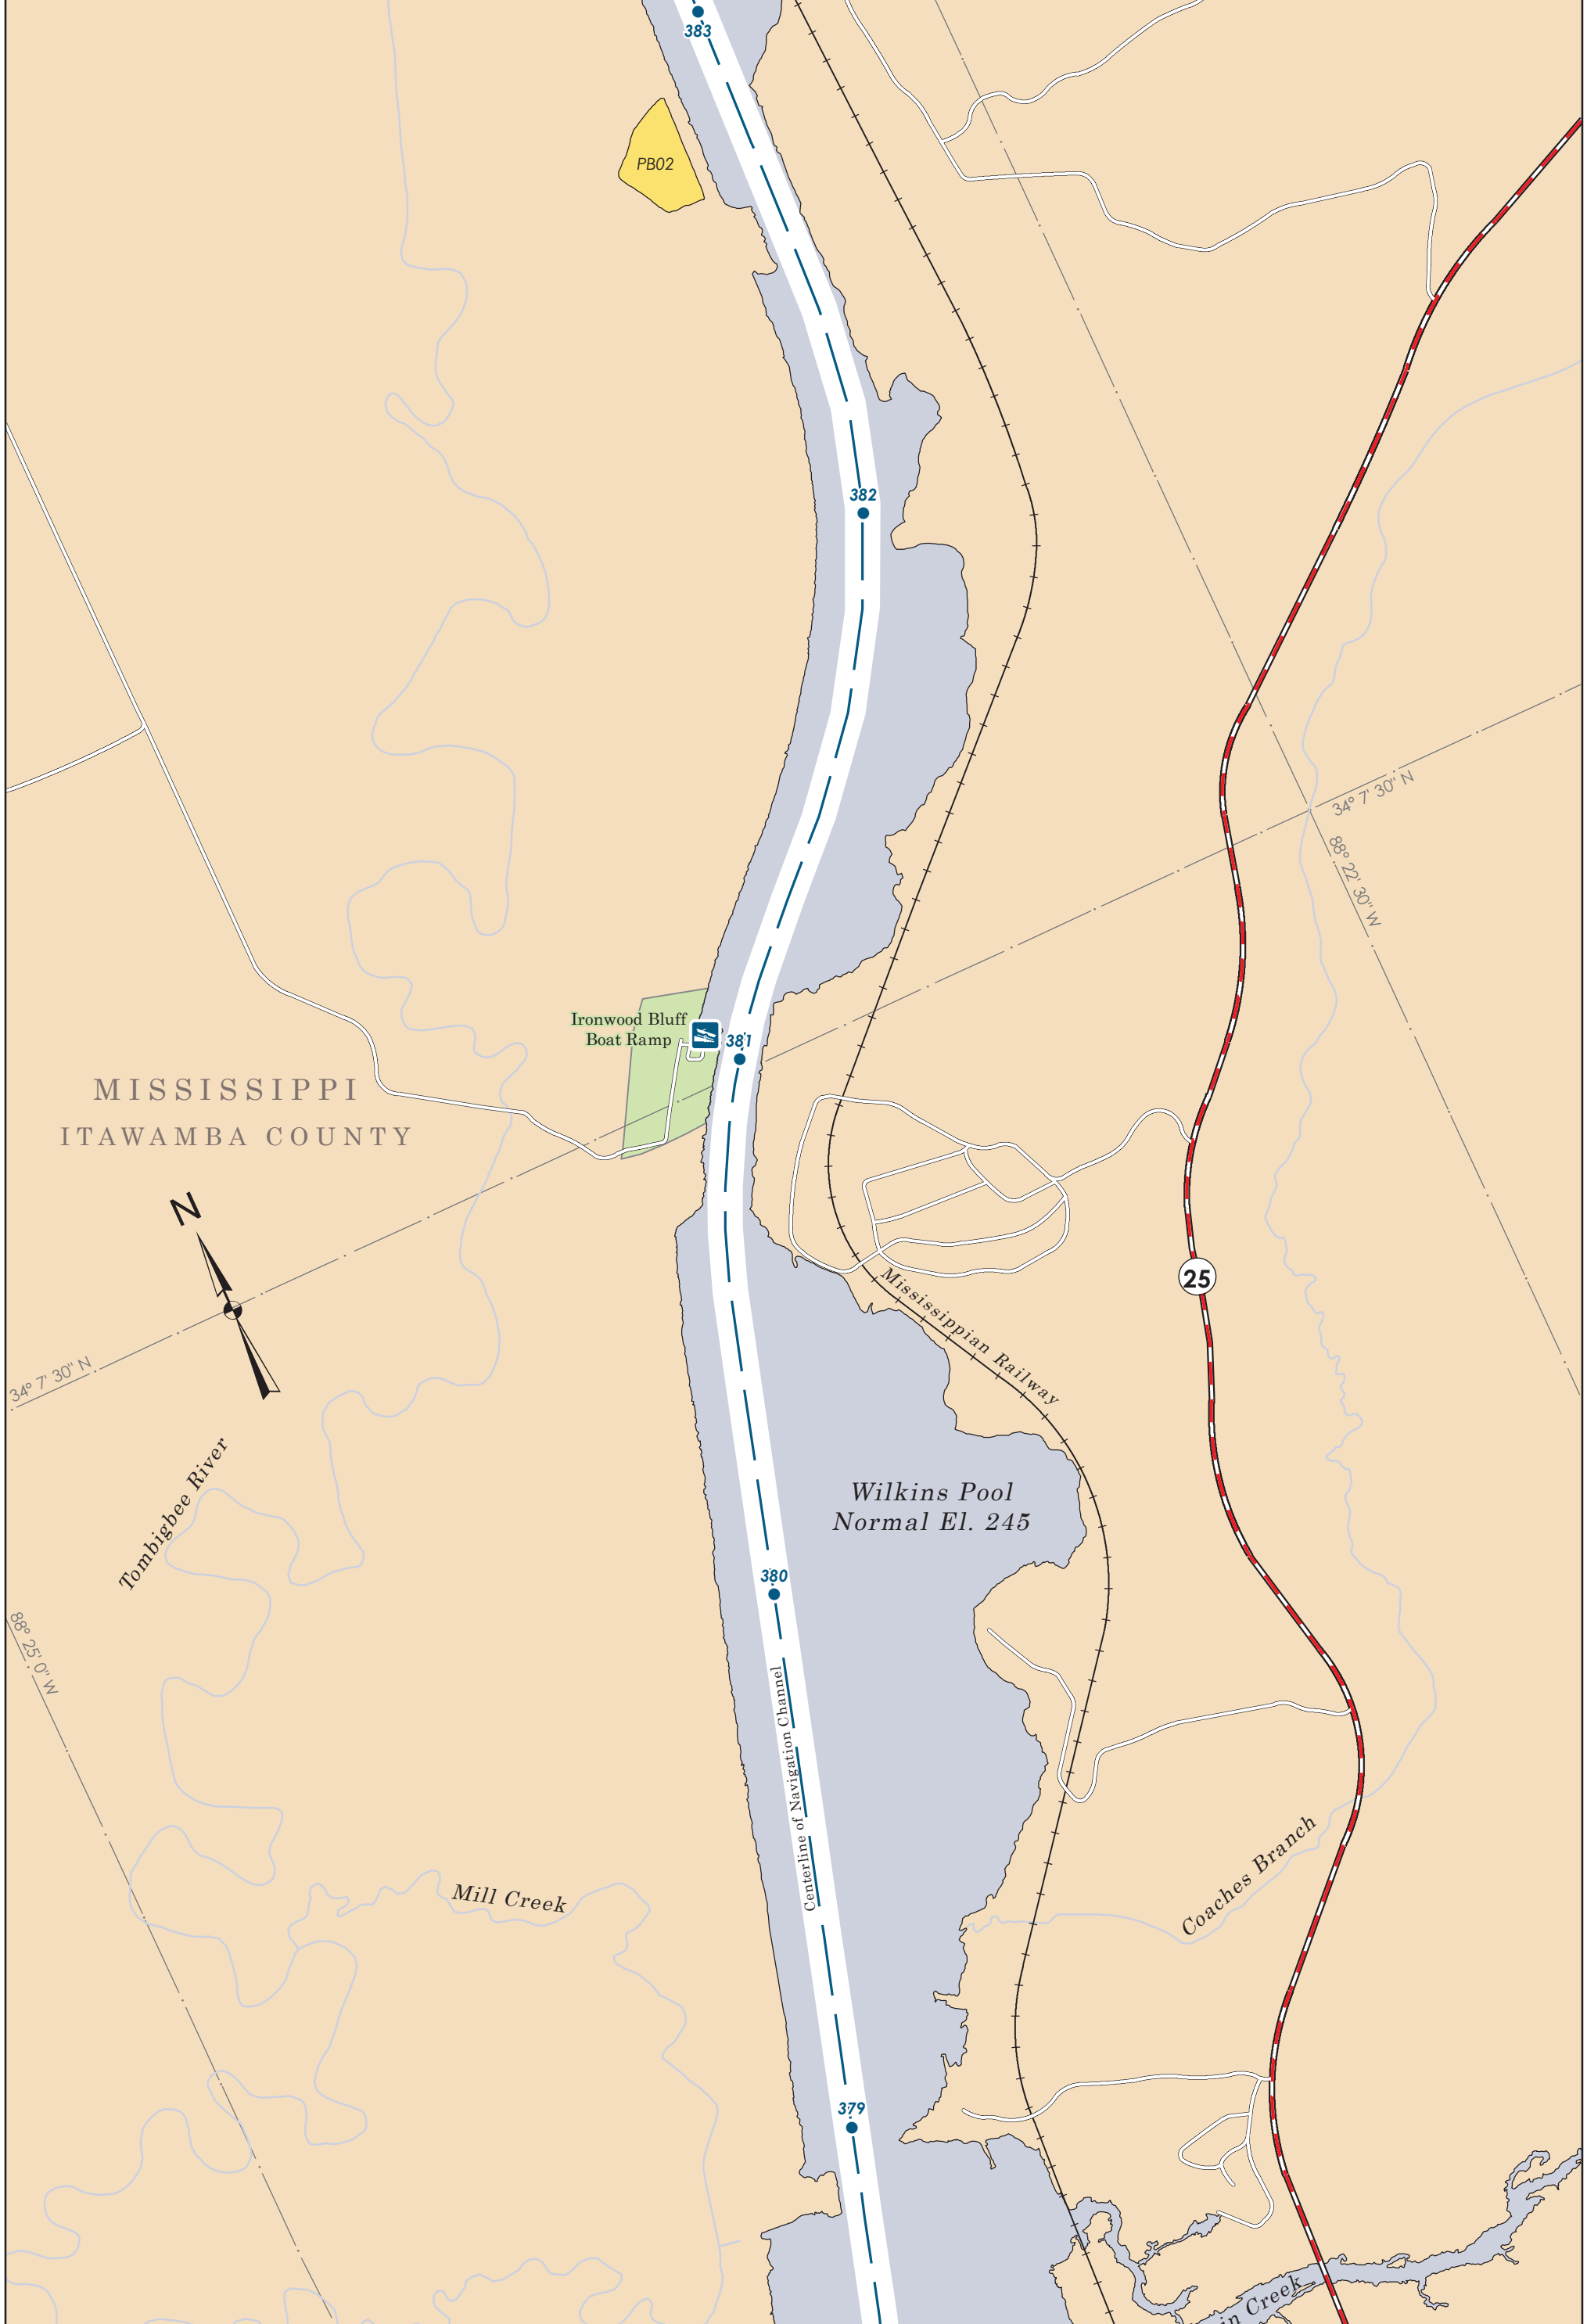 383
PB02
382
34° 7' 30" N
88° 22' 30" W
Ironwood Bluff
Boat Ramp
381
MISSISSIPPI
ITAWAMBA COUNTY
N
25
Mississippian Railway
34° 7' 30" N
Tombigbee River
Wilkins Pool
Normal El. 245
380
88° 25' 0" W
Centerline of Navigation Channel
Coaches Branch
Mill Creek
379
Creek